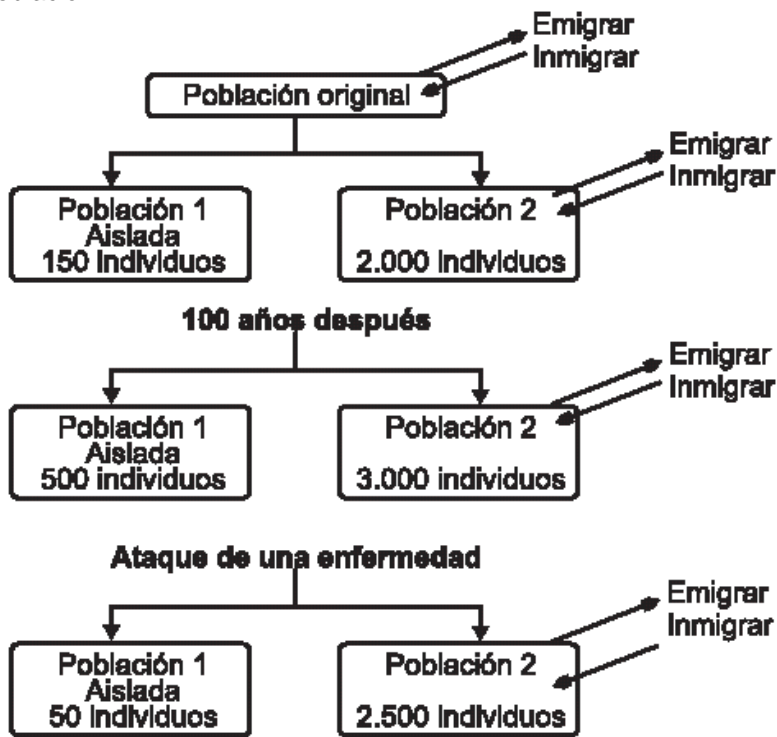 Emigrar
Inmigrar
Población original
Emigrar
Inmigrar
Población 1
Aislada
150 individuos
Población 2
2.000 individuos
100 años después
Emigrar
Inmigrar
Población 1
Aislada
500 individuos
Población 2
3.000 individuos
Ataque de una enfermedad
Emigrar
Inmigrar
Población 1
Aislada
50 individuos
Población 2
2.500 individuos